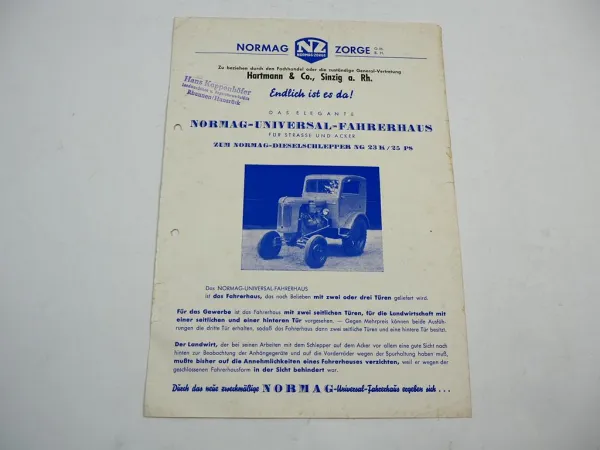 NORMAG NZ ZORGE G.M.B.H.
NORMAG-ZORGE
Zu beziehen durch den Fachhandel oder die zuständige General-Vertretung
Hartmann & Co., Sinzig a. Rh.
Hans Koppenhöfer
Rhaunen/Hunsrück
Endlich ist es da!
DAS ELEGANTE
NORMAG-UNIVERSAL-FAHRERHAUS
FÜR STRASSE UND ACKER
ZUM NORMAG-DIESELSCHLEPPER NG 23 K/25 PS
Das NORMAG-UNIVERSAL-FAHRERHAUS
ist das Fahrerhaus, das nach Belieben mit zwei oder drei Türen geliefert wird.
Für das Gewerbe ist das Fahrerhaus mit zwei seitlichen Türen, für die Landwirtschaft mit
einer seitlichen und einer hinteren Tür vorgesehen. — Gegen Mehrpreis können beide Ausfüh-
rungen die dritte Tür erhalten, sodaß das Fahrerhaus dann zwei seitliche Türen und eine hintere Tür besitzt.
Der Landwirt, der bei seinen Arbeiten mit dem Schlepper auf dem Acker vor allem eine gute Sicht nach
hinten zur Beobachtung der Anhängegeräte und auf die Vorderräder wegen der Spurhaltung haben muß,
mußte bisher auf die Annehmlichkeiten eines Fahrerhauses verzichten, weil er wegen der
geschlossenen Fahrerhausform in der Sicht behindert war.
Durch das neue zweckmäßige NORMAG-Universal-Fahrerhaus ergeben sich . . .